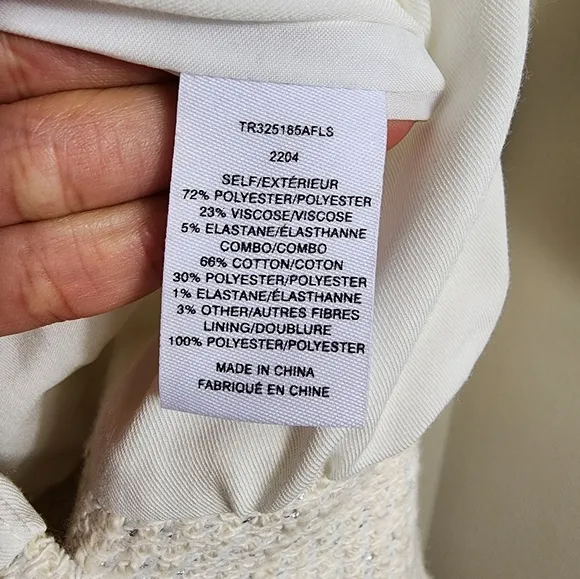 TR325185AFLS
2204
SELF/EXTÉRIEUR
72% POLYESTER/POLYESTER
23% VISCOSE/VISCOSE
5% ELASTANE/ÉLASTHANNE
COMBO/COMBO
66% COTTON/COTON
30% POLYESTER/POLYESTER
1% ELASTANE/ÉLASTHANNE
3% OTHER/AUTRES FIBRES
LINING/DOUBLURE
100% POLYESTER/POLYESTER
MADE IN CHINA
FABRIQUÉ EN CHINE